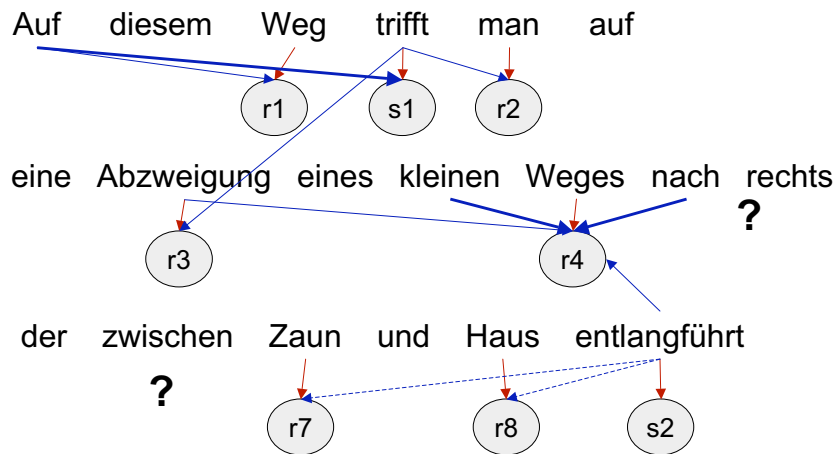 Auf diesem Weg trifft man auf
r1 s1 r2
eine Abzweigung eines kleinen Weges nach rechts
?
r3 r4
der zwischen Zaun und Haus entlangführt
?
r7 r8 s2